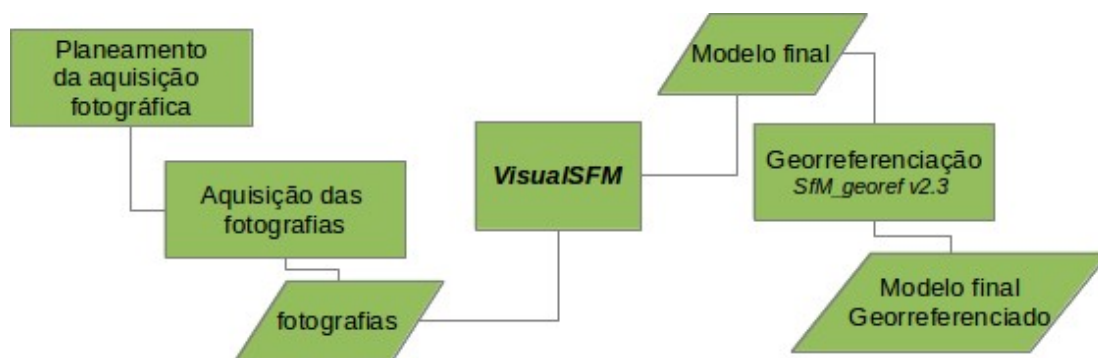 Planeamento
da aquisição
fotográfica
Aquisição das
fotografias
fotografias
VisualSFM
Modelo final
Georreferenciação
SfM_georef v2.3
Modelo final
Georreferenciado